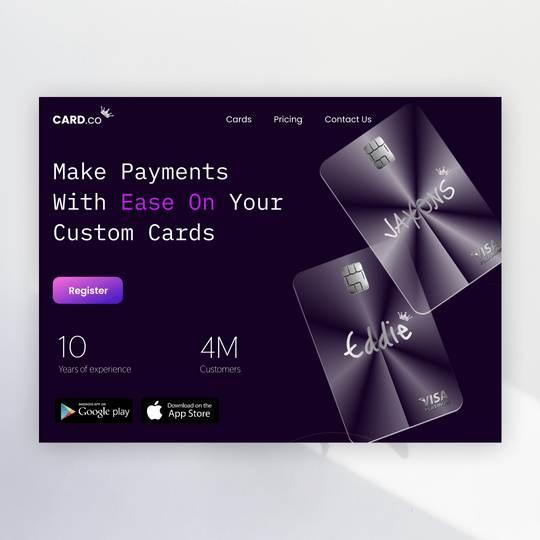 CARD.co
Cards
Pricing
Contact Us
Make Payments
With Ease On Your
Custom Cards
Register
10
Years of experience
4M
Customers
ANDROID APP ON
Google play
Download on the
App Store
JAXONS
VISA
Eddie
VISA
PLATINUM